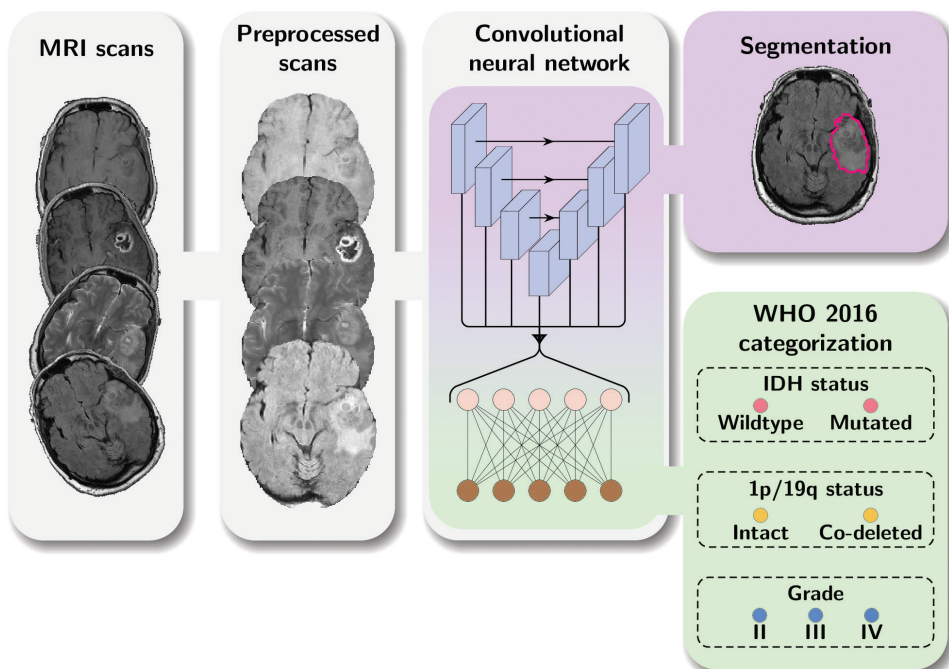 MRI scans
Preprocessed
scans
Convolutional
neural network
Segmentation
WHO 2016
categorization
IDH status
Wildtype Mutated
1p/19q status
Intact Co-deleted
Grade
II III IV